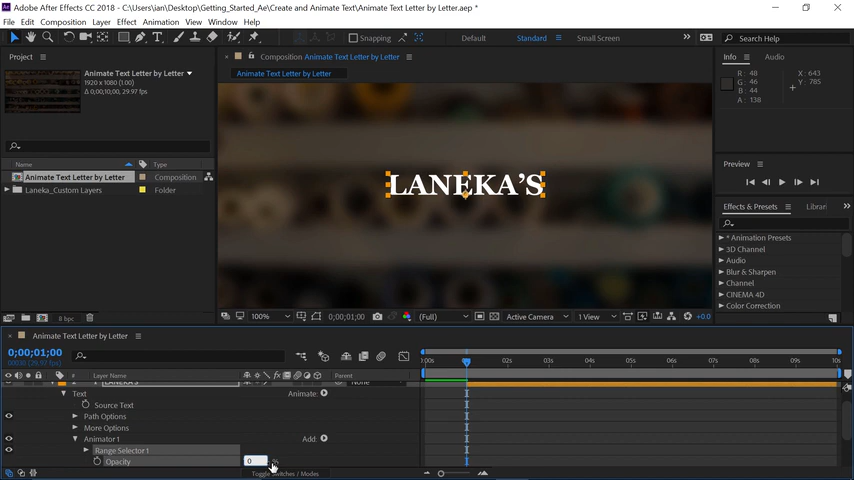 Adobe After Effects CC 2018 - C:\Users\ian\Desktop\Getting_Started_Ae\Create and Animate Text\Animate Text Letter by Letter.aep *
File Edit Composition Layer Effect Animation View Window Help
Snapping Default Standard Small Screen Search Help
Project
Composition Animate Text Letter by Letter
Info Audio
Animate Text Letter by Letter
Animate Text Letter by Letter
1920 x 1080 (1.00)
Δ 0;00;10;00, 29.97 fps
R : 48
G : 46
B : 44
A : 138
X : 643
Y : 785
Name Type
Animate Text Letter by Letter Composition
Laneka_Custom Layers Folder
LANEKA'S
Preview
Effects & Presets Librari
* Animation Presets
3D Channel
Audio
Blur & Sharpen
Channel
CINEMA 4D
Color Correction
8 bpc
100% 0;00;01;00 (Full) Active Camera 1 View +0.0
Animate Text Letter by Letter
0;00;01;00
00030 (29.97 fps)
Layer Name Parent
:00s 02s 03s 04s 05s 06s 07s 08s 09s 10s
LANEKA'S None
Text Animate:
Source Text
Path Options
More Options
Animator 1 Add:
Range Selector 1
Opacity 0 %
Toggle Switches / Modes